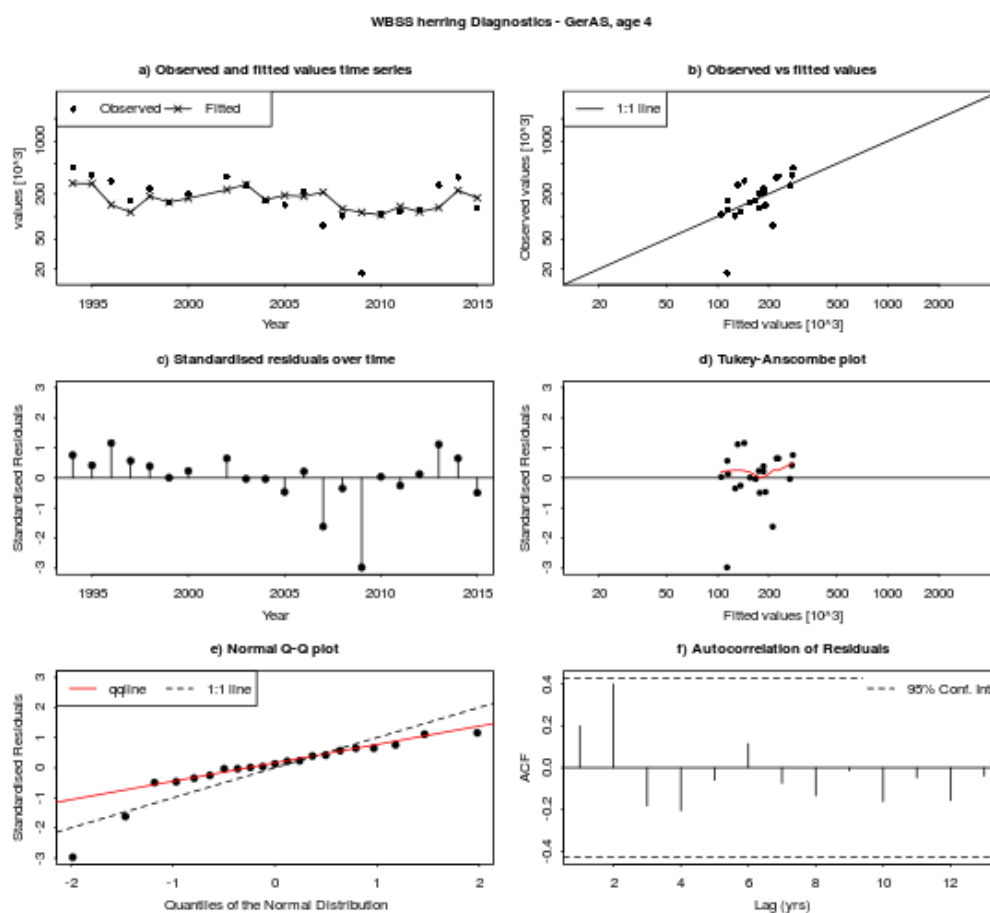 WBSS herring Diagnostics - GerAS, age 4
a) Observed and fitted values time series
Observed Fitted
values [10^3]
20 50 200 1000
1995 2000 2005 2010 2015
Year
b) Observed vs fitted values
1:1 line
Observed values [10^3]
20 50 200 1000
20 50 100 200 500 1000 2000
Fitted values [10^3]
c) Standardised residuals over time
Standardised Residuals
-3 -2 -1 0 1 2 3
1995 2000 2005 2010 2015
Year
d) Tukey-Anscombe plot
Standardised Residuals
-3 -2 -1 0 1 2 3
20 50 100 200 500 1000 2000
Fitted values [10^3]
e) Normal Q-Q plot
qqline 1:1 line
Standardised Residuals
-3 -2 -1 0 1 2 3
-2 -1 0 1 2
Quantiles of the Normal Distribution
f) Autocorrelation of Residuals
95% Conf. Int
ACF
-0.4 -0.2 0.0 0.2 0.4
2 4 6 8 10 12
Lag (yrs)